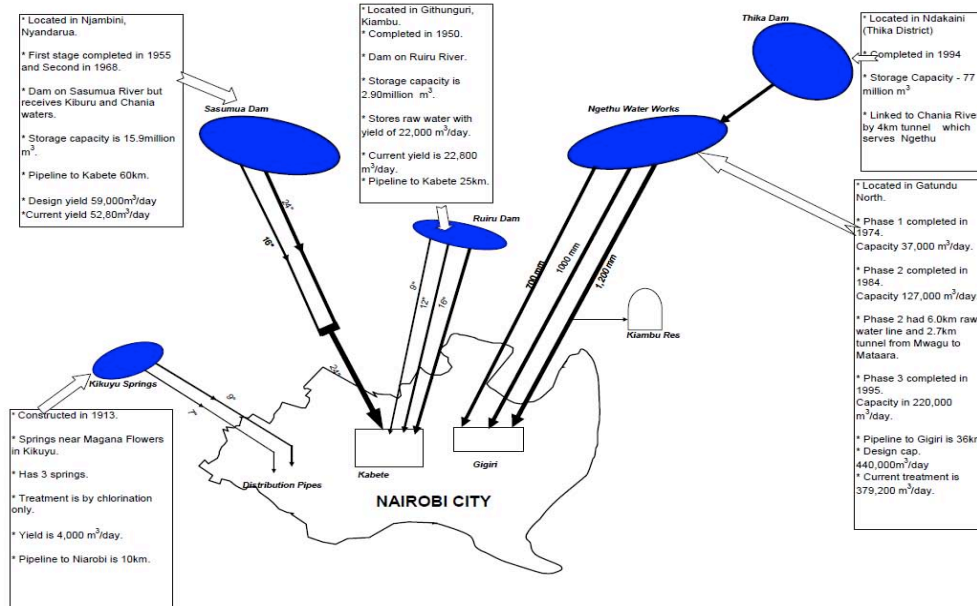 * Located in Njambini,
Nyandarua.
* First stage completed in 1955
and Second in 1968.
* Dam on Sasumua River but
receives Kiburu and Chania
waters.
* Storage capacity is 15.9million
m³.
* Pipeline to Kabete 60km.
* Design yield 59,000m³/day
*Current yield 52,80m³/day
* Located in Githunguri,
Kiambu.
* Completed in 1950.
* Dam on Ruiru River.
* Storage capacity is
2.90million m³.
* Stores raw water with
yield of 22,000 m³/day.
* Current yield is 22,800
m³/day.
* Pipeline to Kabete 25km.
Thika Dam
* Located in Ndakaini
(Thika District)
* Completed in 1994
* Storage Capacity - 77
million m³
* Linked to Chania River
by 4km tunnel which
serves Ngethu
Sasumua Dam
Ngethu Water Works
* Located in Gatundu
North.
* Phase 1 completed in
1974.
Capacity 37,000 m³/day.
* Phase 2 completed in
1984.
Capacity 127,000 m³/day
* Phase 2 had 6.0km raw
water line and 2.7km
tunnel from Mwagu to
Mataara.
* Phase 3 completed in
1995.
Capacity in 220,000
m³/day.
* Pipeline to Gigiri is 36km
* Design cap.
440,000m³/day
* Current treatment is
379,200 m³/day.
24"
16"
Ruiru Dam
9"
12"
16"
700 mm
1000 mm
1,200 mm
Kiambu Res
24"
Kikuyu Springs
9"
7"
* Constructed in 1913.
* Springs near Magana Flowers
in Kikuyu.
* Has 3 springs.
* Treatment is by chlorination
only.
* Yield is 4,000 m³/day.
* Pipeline to Niarobi is 10km.
Distribution Pipes
Kabete
Gigiri
NAIROBI CITY